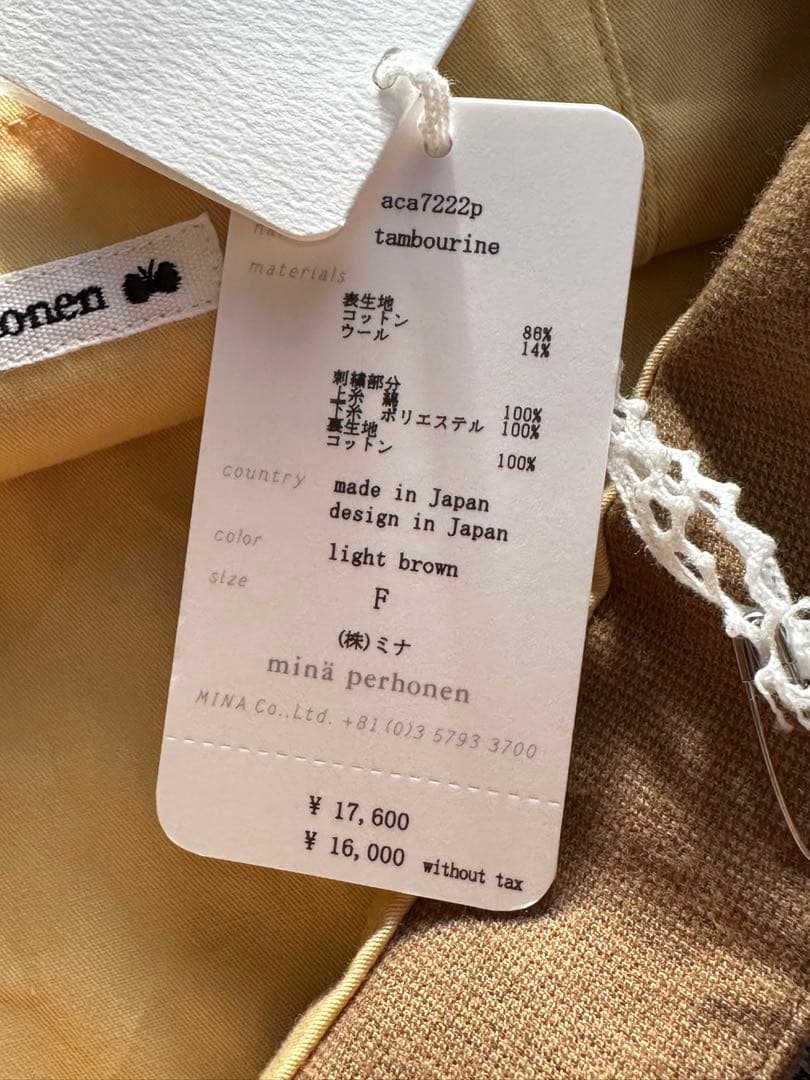 aca7222p
tambourine
materials
表生地
コットン 86%
ウール 14%
刺繍部分
上糸 綿 100%
下糸 ポリエステル 100%
裏生地
コットン 100%
country made in Japan
design in Japan
color light brown
size F
(株)ミナ
minä perhonen
MINA Co.,Ltd. +81(0)3 5793 3700
¥ 17,600
¥ 16,000 without tax
onen